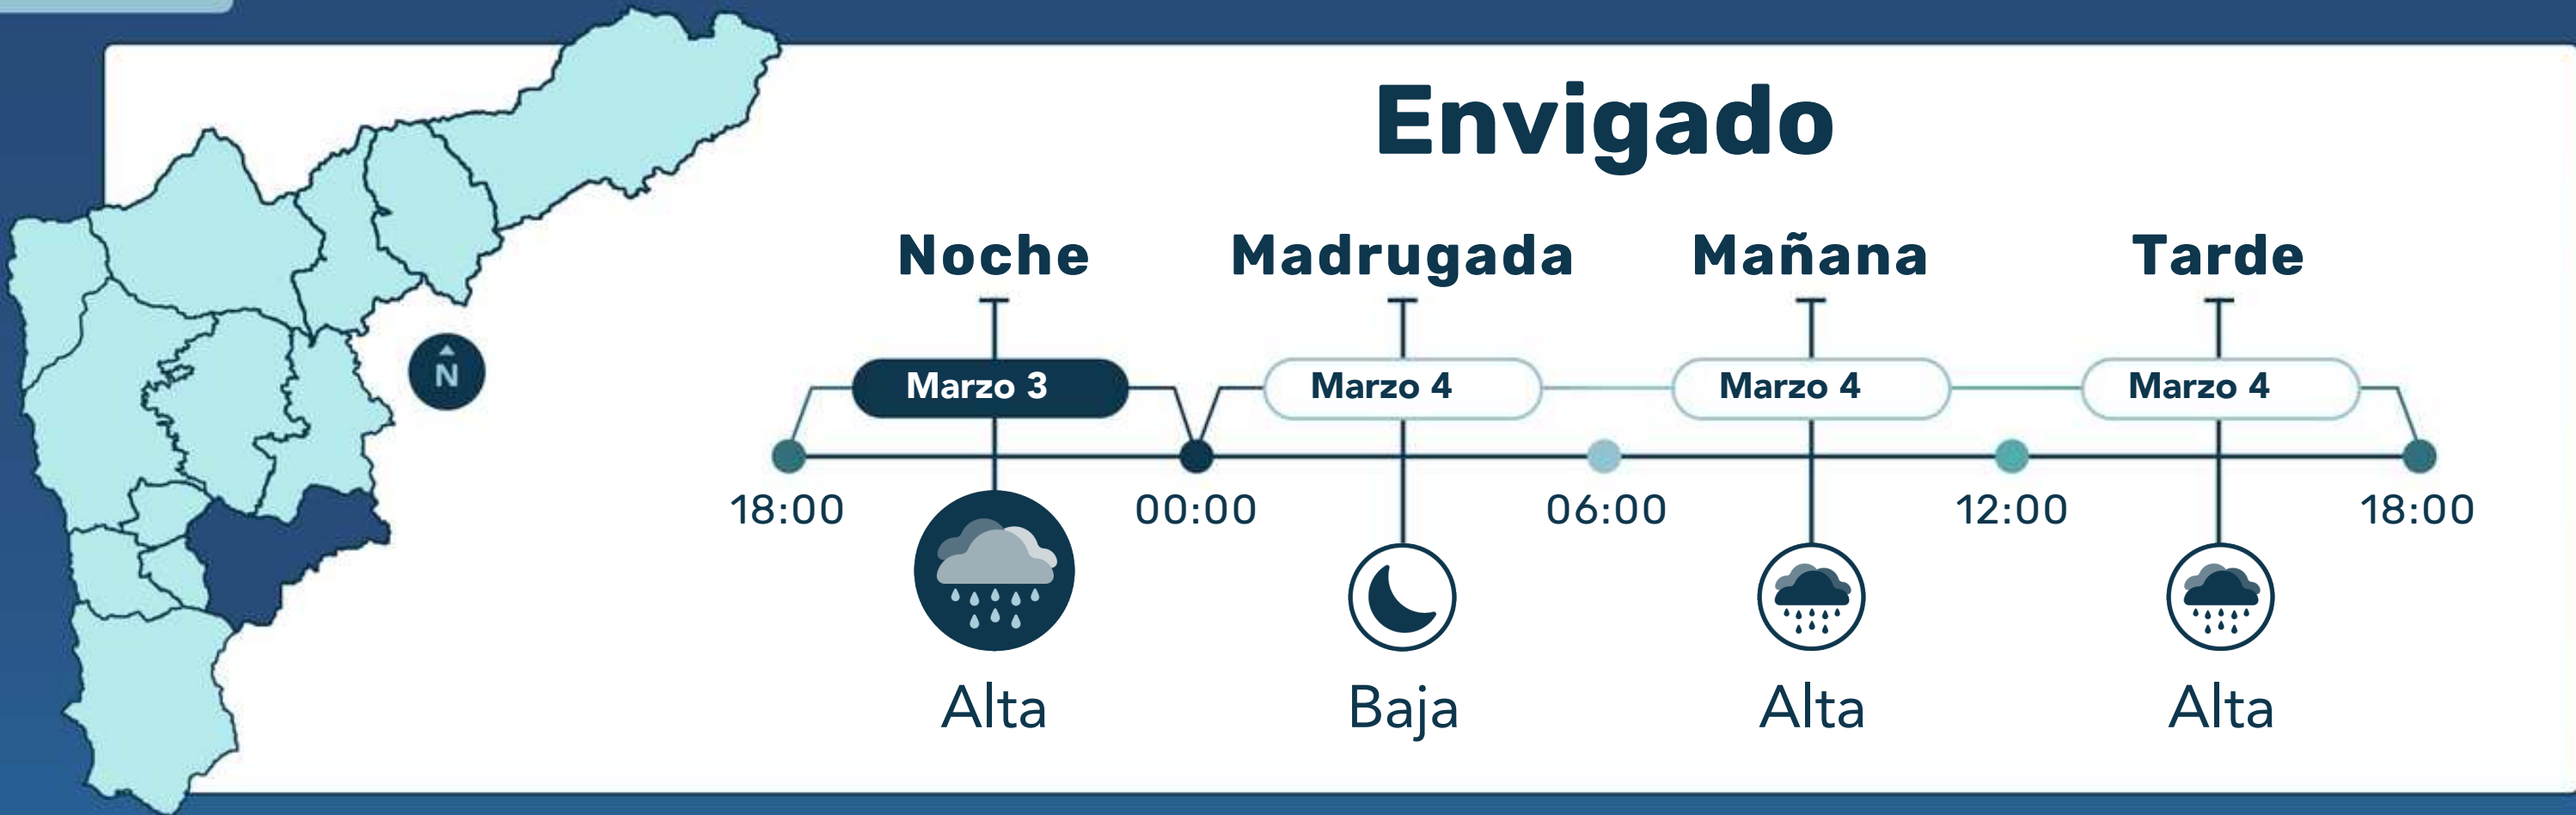 Envigado
Noche Madrugada Mañana Tarde
N
Marzo 3 Marzo 4 Marzo 4 Marzo 4
18:00 00:00 06:00 12:00 18:00
Alta Baja Alta Alta